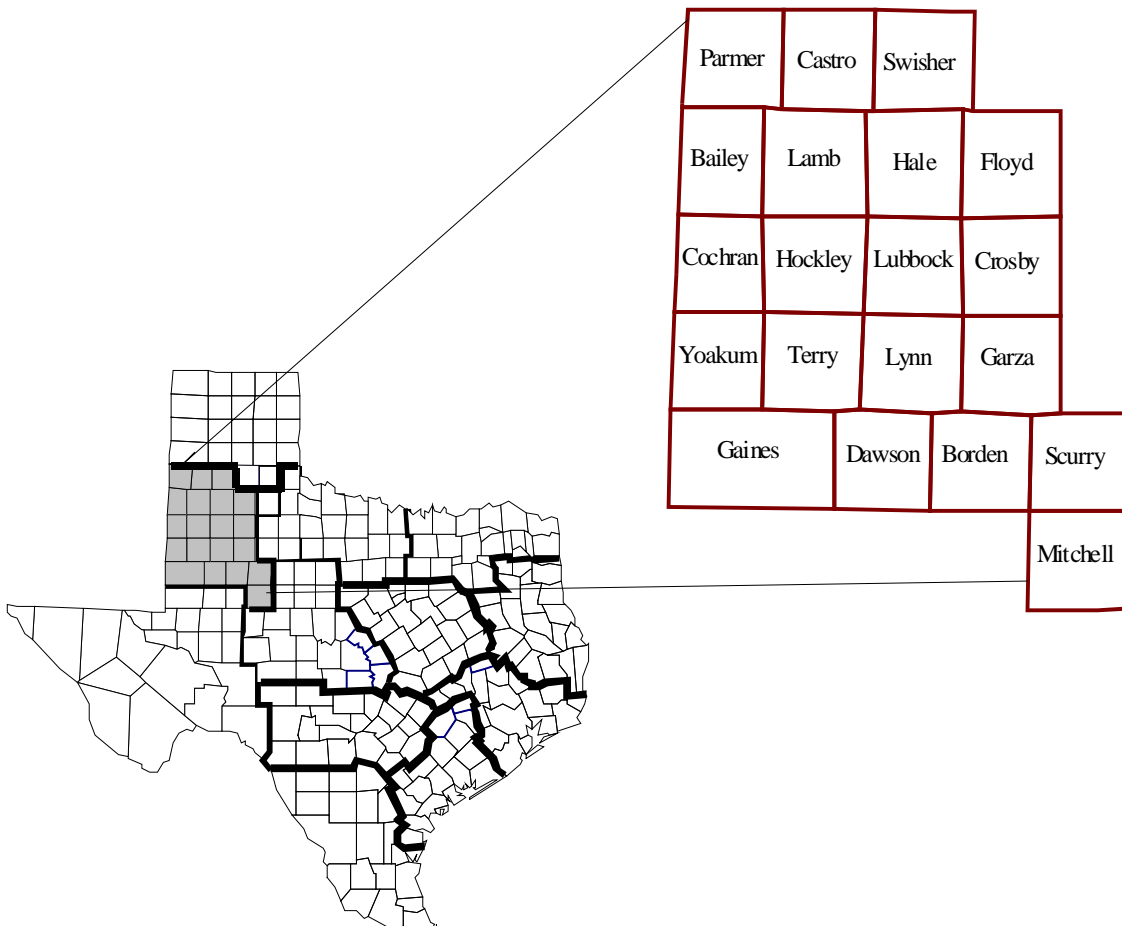 Parmer Castro Swisher
Bailey Lamb Hale Floyd
Cochran Hockley Lubbock Crosby
Yoakum Terry Lynn Garza
Gaines Dawson Borden Scurry
Mitchell